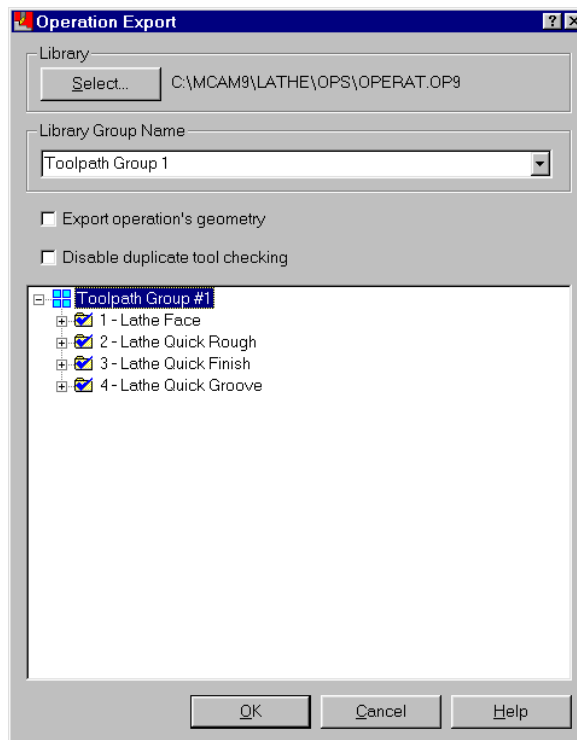 Operation Export
Library
Select... C:\MCAM9\LATHE\OPS\OPERAT.OP9
Library Group Name
Toolpath Group 1
Export operation's geometry
Disable duplicate tool checking
Toolpath Group #1
1 - Lathe Face
2 - Lathe Quick Rough
3 - Lathe Quick Finish
4 - Lathe Quick Groove
OK Cancel Help